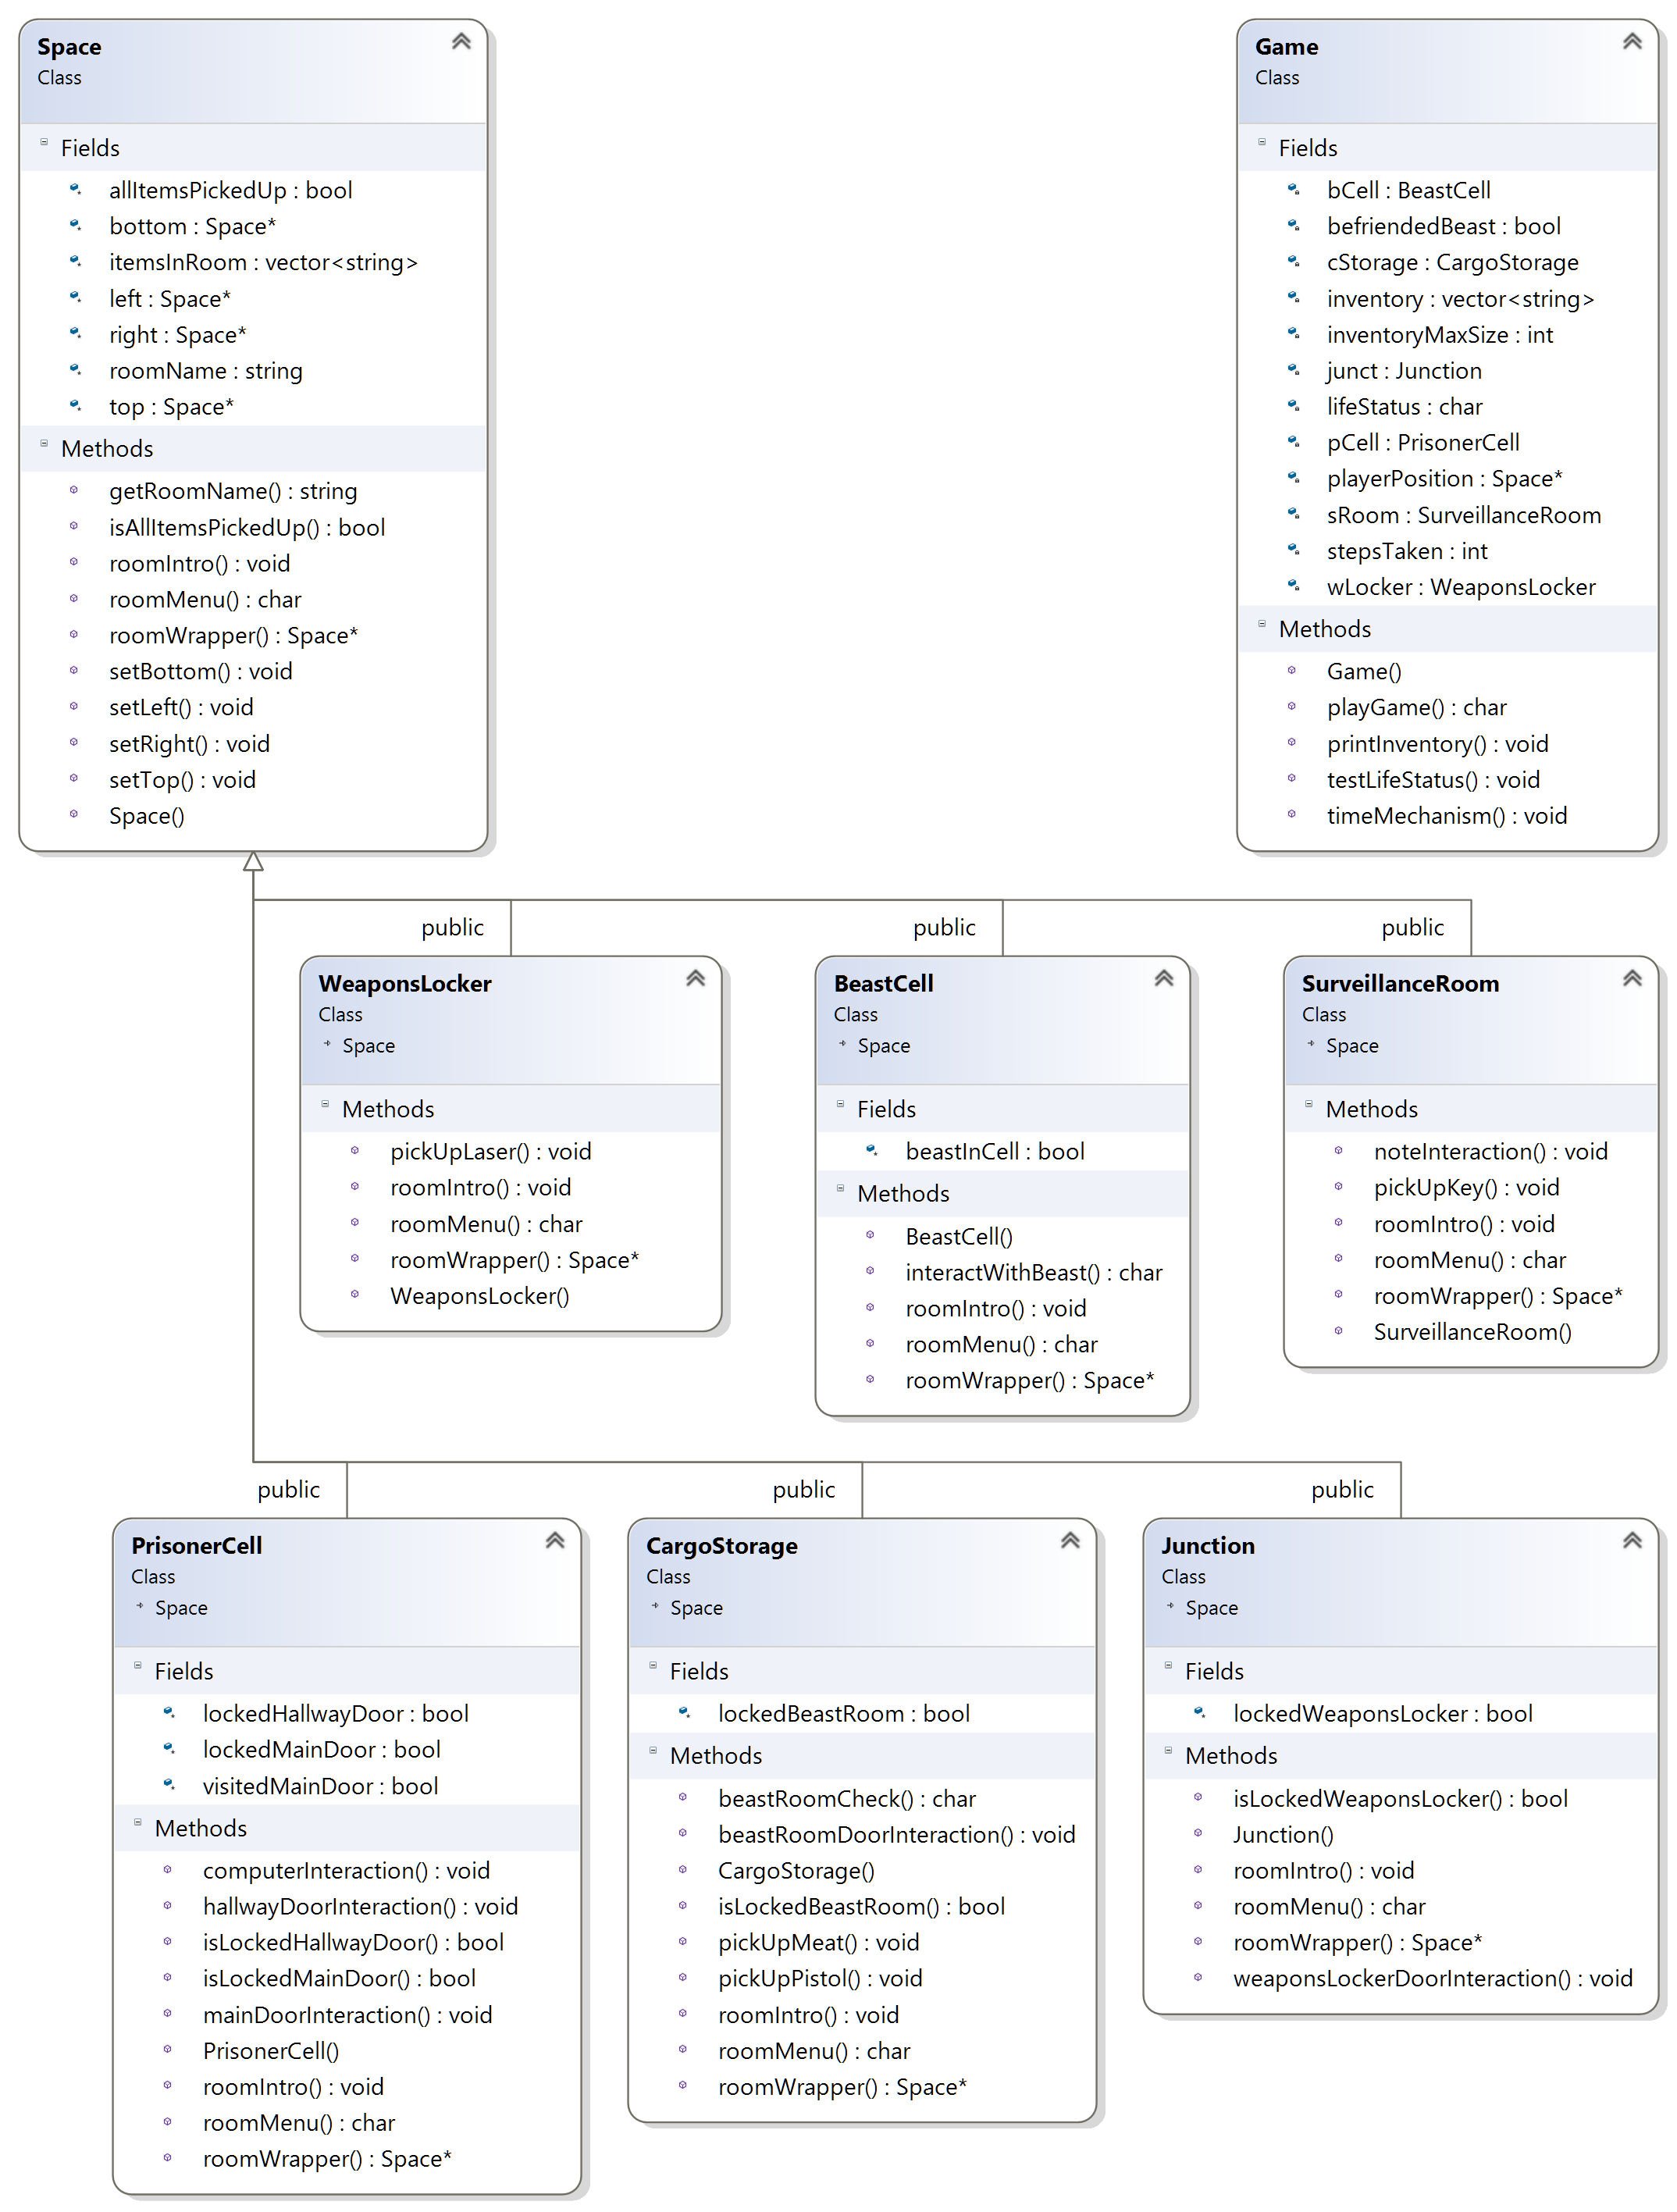 Space
Class
Fields
allItemsPickedUp : bool
bottom : Space*
itemsInRoom : vector<string>
left : Space*
right : Space*
roomName : string
top : Space*
Methods
getRoomName() : string
isAllItemsPickedUp() : bool
roomIntro() : void
roomMenu() : char
roomWrapper() : Space*
setBottom() : void
setLeft() : void
setRight() : void
setTop() : void
Space()
Game
Class
Fields
bCell : BeastCell
befriendedBeast : bool
cStorage : CargoStorage
inventory : vector<string>
inventoryMaxSize : int
junct : Junction
lifeStatus : char
pCell : PrisonerCell
playerPosition : Space*
sRoom : SurveillanceRoom
stepsTaken : int
wLocker : WeaponsLocker
Methods
Game()
playGame() : char
printInventory() : void
testLifeStatus() : void
timeMechanism() : void
public
public
public
WeaponsLocker
Class
Space
Methods
pickUpLaser() : void
roomIntro() : void
roomMenu() : char
roomWrapper() : Space*
WeaponsLocker()
BeastCell
Class
Space
Fields
beastInCell : bool
Methods
BeastCell()
interactWithBeast() : char
roomIntro() : void
roomMenu() : char
roomWrapper() : Space*
SurveillanceRoom
Class
Space
Methods
noteInteraction() : void
pickUpKey() : void
roomIntro() : void
roomMenu() : char
roomWrapper() : Space*
SurveillanceRoom()
public
public
public
PrisonerCell
Class
Space
Fields
lockedHallwayDoor : bool
lockedMainDoor : bool
visitedMainDoor : bool
Methods
computerInteraction() : void
hallwayDoorInteraction() : void
isLockedHallwayDoor() : bool
isLockedMainDoor() : bool
mainDoorInteraction() : void
PrisonerCell()
roomIntro() : void
roomMenu() : char
roomWrapper() : Space*
CargoStorage
Class
Space
Fields
lockedBeastRoom : bool
Methods
beastRoomCheck() : char
beastRoomDoorInteraction() : void
CargoStorage()
isLockedBeastRoom() : bool
pickUpMeat() : void
pickUpPistol() : void
roomIntro() : void
roomMenu() : char
roomWrapper() : Space*
Junction
Class
Space
Fields
lockedWeaponsLocker : bool
Methods
isLockedWeaponsLocker() : bool
Junction()
roomIntro() : void
roomMenu() : char
roomWrapper() : Space*
weaponsLockerDoorInteraction() : void